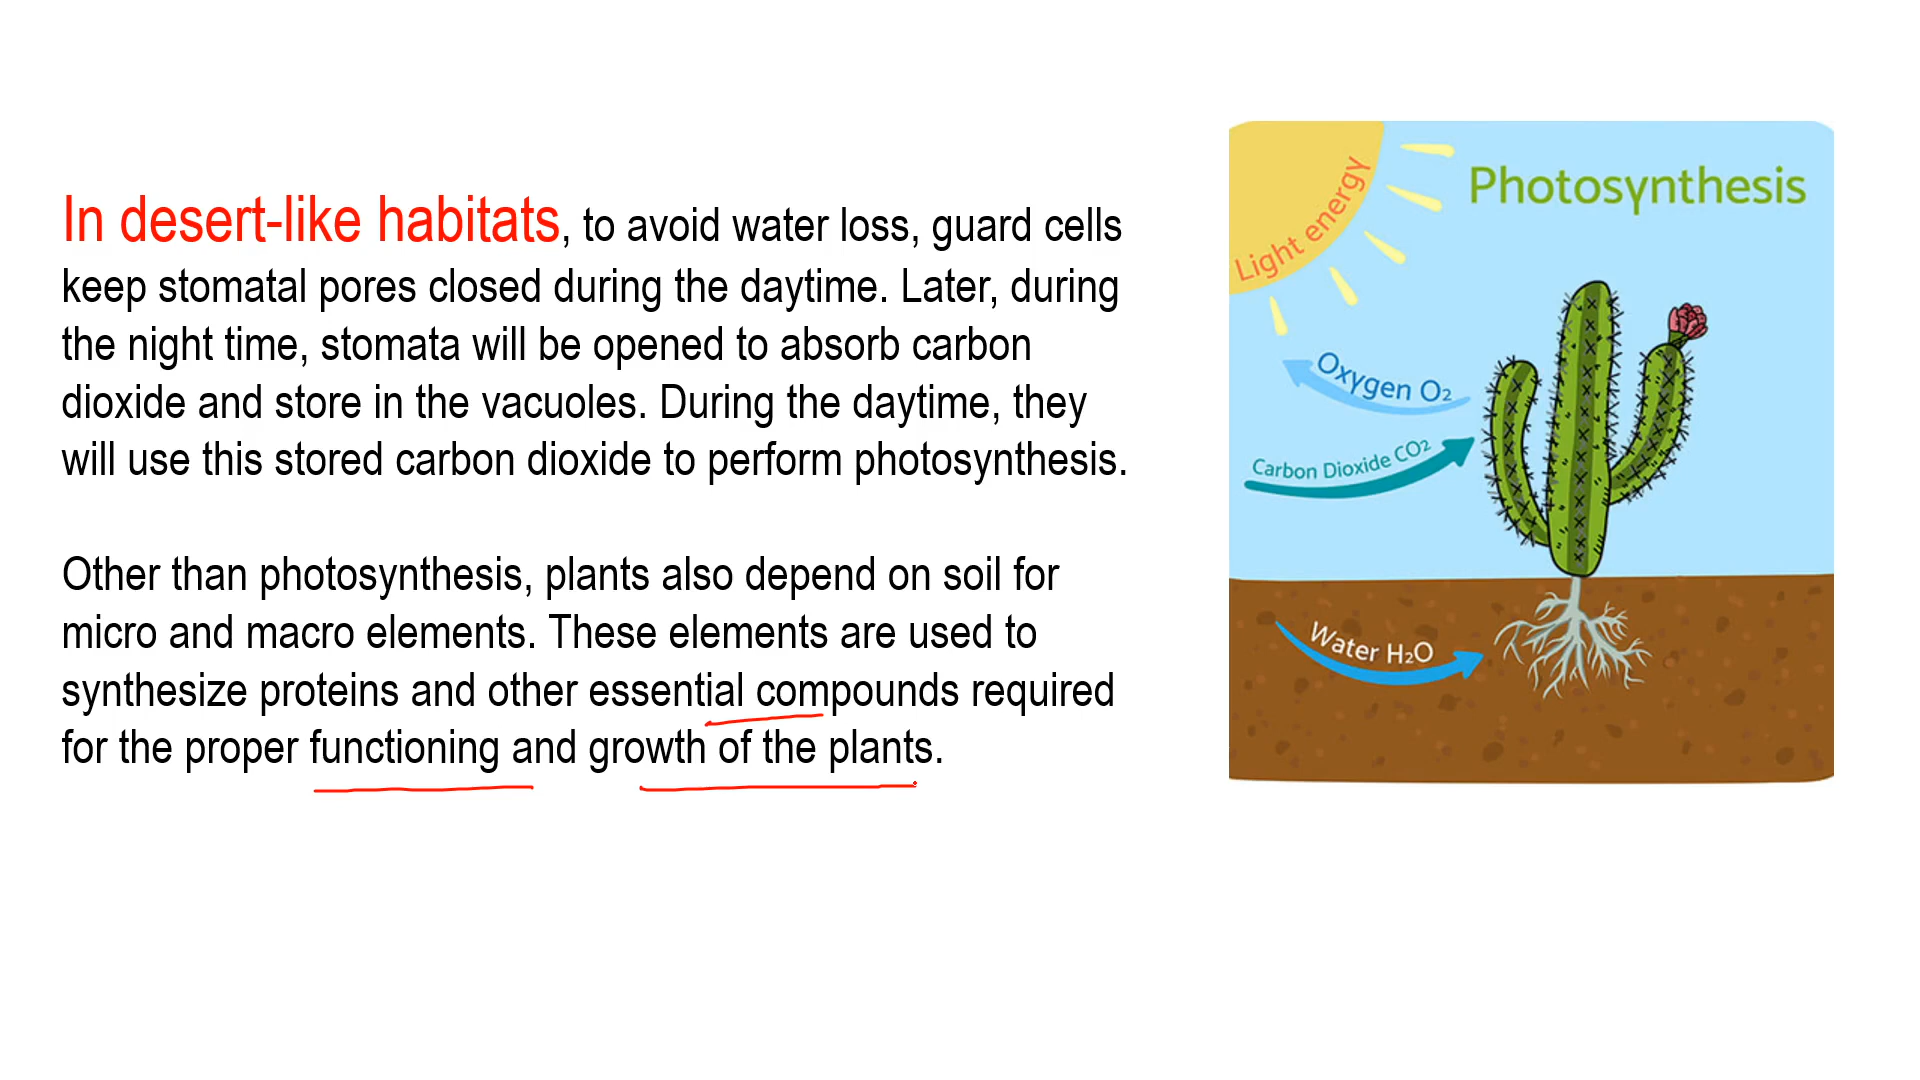 In desert-like habitats, to avoid water loss, guard cells
keep stomatal pores closed during the daytime. Later, during
the night time, stomata will be opened to absorb carbon
dioxide and store in the vacuoles. During the daytime, they
will use this stored carbon dioxide to perform photosynthesis.
Other than photosynthesis, plants also depend on soil for
micro and macro elements. These elements are used to
synthesize proteins and other essential compounds required
for the proper functioning and growth of the plants.
Photosynthesis
Light energy
Oxygen O₂
Carbon Dioxide CO₂
Water H₂O